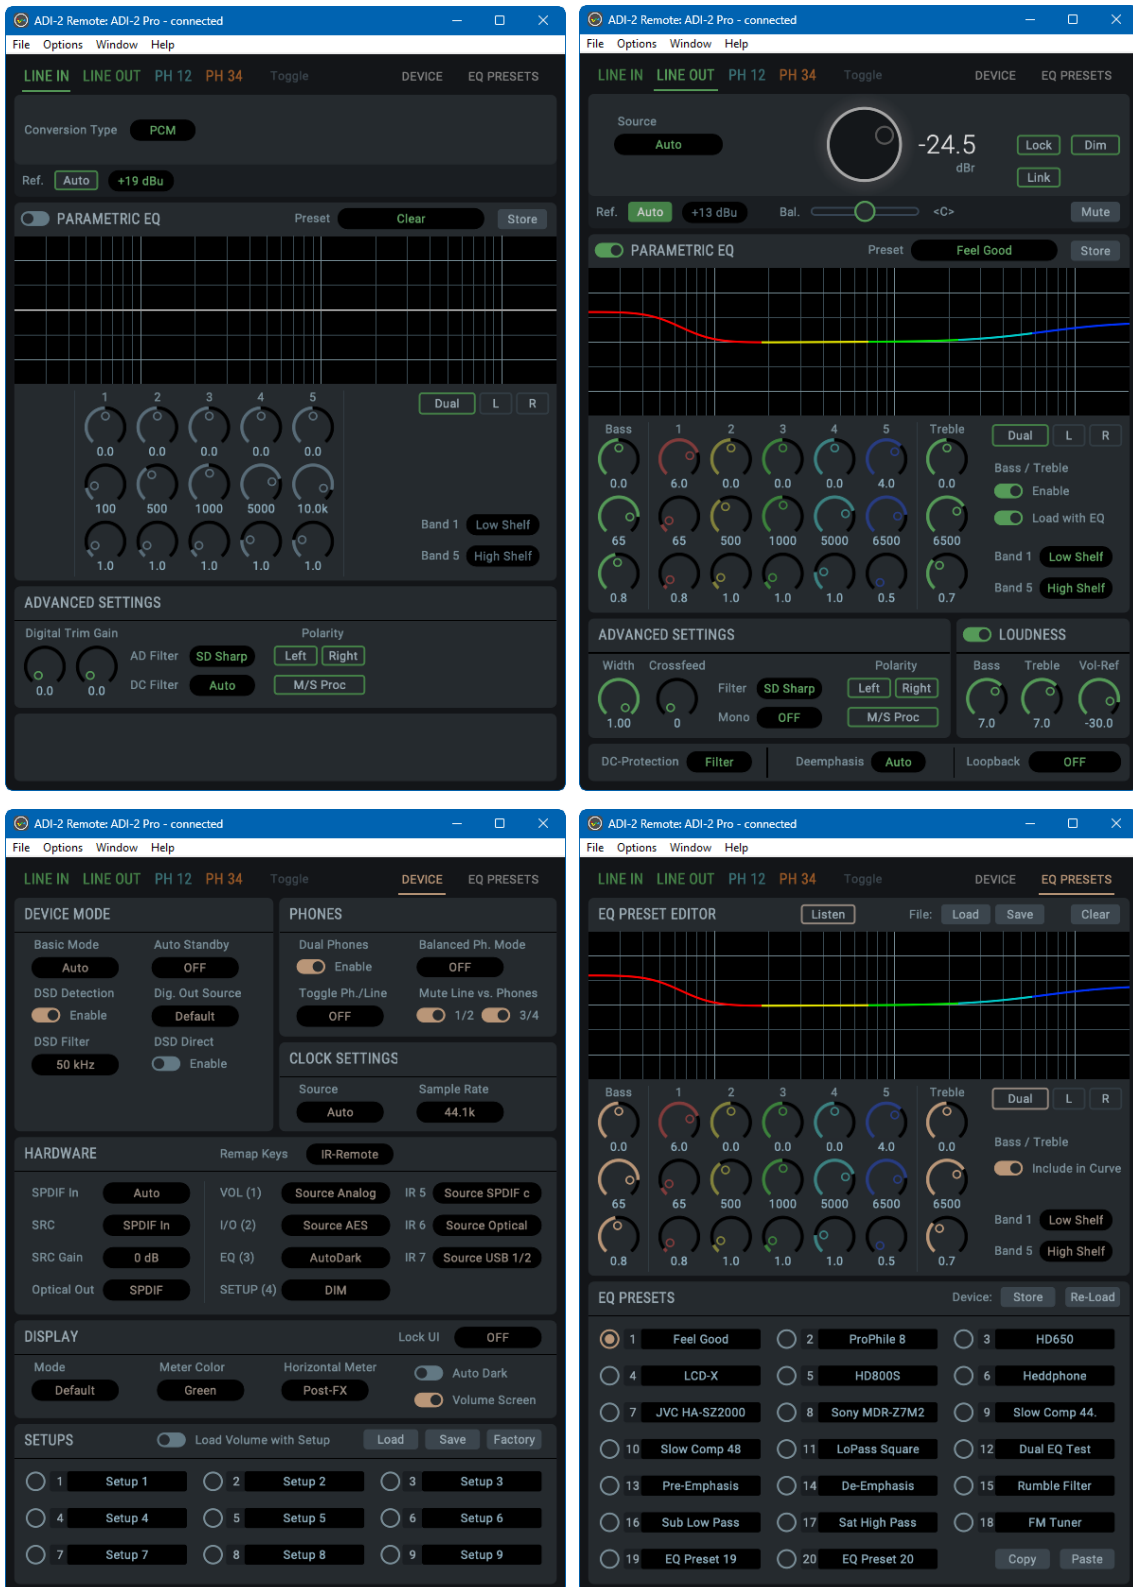 ADI-2 Remote: ADI-2 Pro - connected
File Options Window Help
LINE IN LINE OUT PH 12 PH 34 Toggle DEVICE EQ PRESETS
Conversion Type PCM
Ref. Auto +19 dBu
PARAMETRIC EQ Preset Clear Store
1 2 3 4 5 Dual L R
0.0 0.0 0.0 0.0 0.0
100 500 1000 5000 10.0k
Band 1 Low Shelf
Band 5 High Shelf
1.0 1.0 1.0 1.0 1.0
ADVANCED SETTINGS
Digital Trim Gain Polarity
AD Filter SD Sharp Left Right
0.0 0.0
DC Filter Auto M/S Proc
ADI-2 Remote: ADI-2 Pro - connected
File Options Window Help
LINE IN LINE OUT PH 12 PH 34 Toggle DEVICE EQ PRESETS
Source
Auto
-24.5
dBr
Lock Dim
Link
Ref. Auto +13 dBu Bal. <C> Mute
PARAMETRIC EQ Preset Feel Good Store
Bass 1 2 3 4 5 Treble Dual L R
0.0 6.0 0.0 0.0 0.0 4.0 0.0
Bass / Treble
Enable
Load with EQ
65 65 500 1000 5000 6500 6500
Band 1 Low Shelf
Band 5 High Shelf
0.8 0.8 1.0 1.0 1.0 0.5 0.7
ADVANCED SETTINGS
Width Crossfeed Polarity
Filter SD Sharp Left Right
1.00 0
Mono OFF M/S Proc
LOUDNESS
Bass Treble Vol-Ref
7.0 7.0 -30.0
DC-Protection Filter Deemphasis Auto Loopback OFF
ADI-2 Remote: ADI-2 Pro - connected
File Options Window Help
LINE IN LINE OUT PH 12 PH 34 Toggle DEVICE EQ PRESETS
DEVICE MODE
Basic Mode Auto Standby
Auto OFF
DSD Detection Dig. Out Source
Enable Default
DSD Filter DSD Direct
50 kHz Enable
PHONES
Dual Phones Balanced Ph. Mode
Enable OFF
Toggle Ph./Line Mute Line vs. Phones
OFF 1/2 3/4
CLOCK SETTINGS
Source Sample Rate
Auto 44.1k
HARDWARE Remap Keys IR-Remote
SPDIF In Auto VOL (1) Source Analog IR 5 Source SPDIF c
SRC SPDIF In I/O (2) Source AES IR 6 Source Optical
SRC Gain 0 dB EQ (3) AutoDark IR 7 Source USB 1/2
Optical Out SPDIF SETUP (4) DIM
DISPLAY Lock UI OFF
Mode Meter Color Horizontal Meter Auto Dark
Default Green Post-FX Volume Screen
SETUPS Load Volume with Setup Load Save Factory
1 Setup 1 2 Setup 2 3 Setup 3
4 Setup 4 5 Setup 5 6 Setup 6
7 Setup 7 8 Setup 8 9 Setup 9
ADI-2 Remote: ADI-2 Pro - connected
File Options Window Help
LINE IN LINE OUT PH 12 PH 34 Toggle DEVICE EQ PRESETS
EQ PRESET EDITOR Listen File: Load Save Clear
Bass 1 2 3 4 5 Treble Dual L R
0.0 6.0 0.0 0.0 0.0 4.0 0.0
Bass / Treble
Include in Curve
65 65 500 1000 5000 6500 6500
Band 1 Low Shelf
Band 5 High Shelf
0.8 0.8 1.0 1.0 1.0 0.5 0.7
EQ PRESETS Device: Store Re-Load
1 Feel Good 2 ProPhile 8 3 HD650
4 LCD-X 5 HD800S 6 Heddphone
7 JVC HA-SZ2000 8 Sony MDR-Z7M2 9 Slow Comp 44.
10 Slow Comp 48 11 LoPass Square 12 Dual EQ Test
13 Pre-Emphasis 14 De-Emphasis 15 Rumble Filter
16 Sub Low Pass 17 Sat High Pass 18 FM Tuner
19 EQ Preset 19 20 EQ Preset 20 Copy Paste